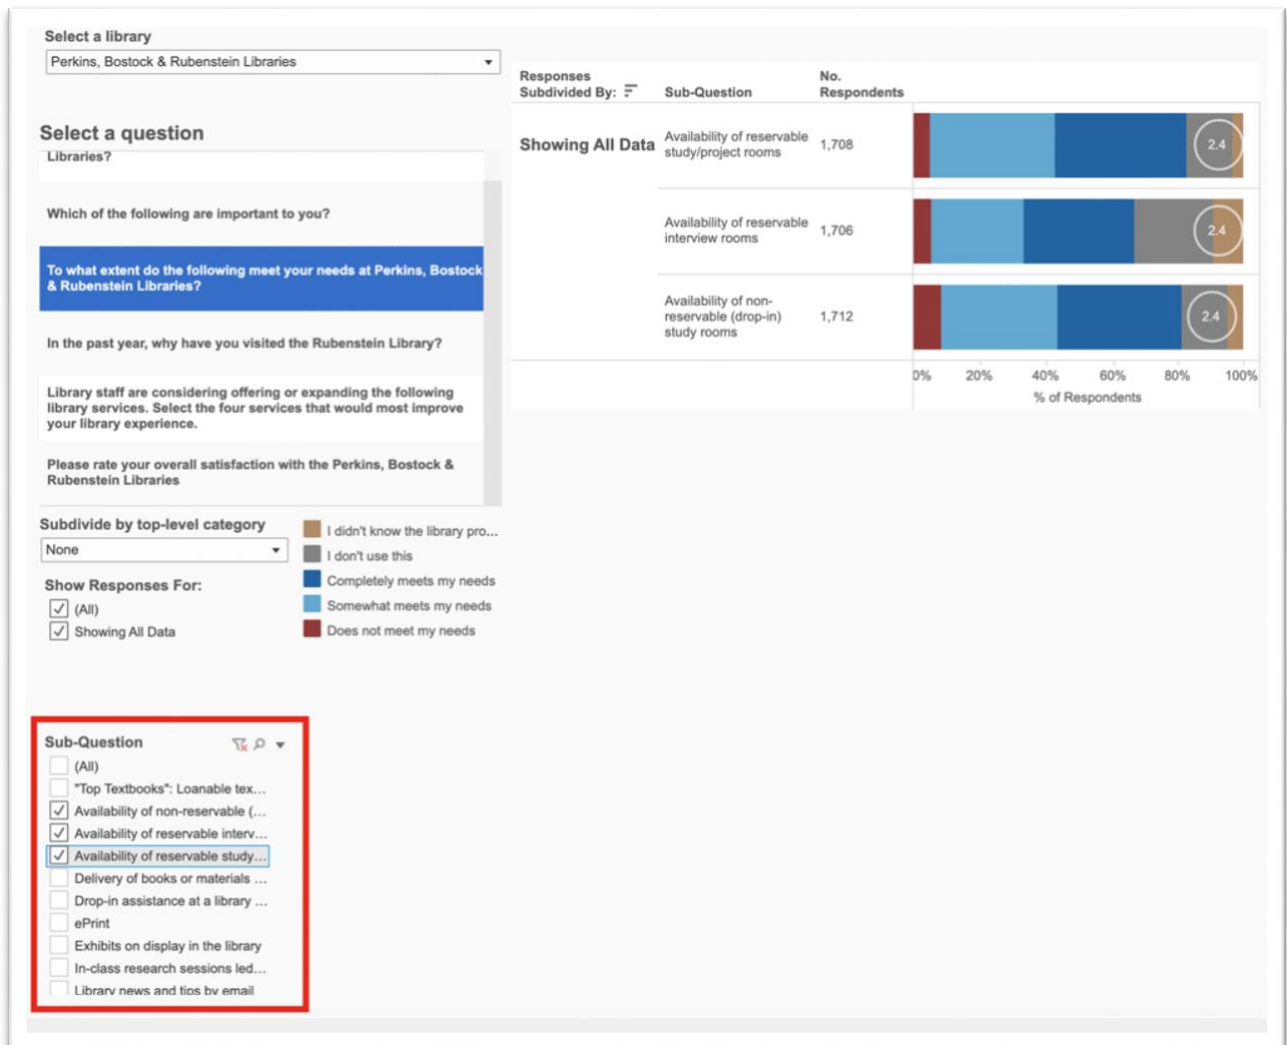 Select a library
Perkins, Bostock & Rubenstein Libraries
Select a question
Libraries?
Which of the following are important to you?
To what extent do the following meet your needs at Perkins, Bostock
& Rubenstein Libraries?
In the past year, why have you visited the Rubenstein Library?
Library staff are considering offering or expanding the following
library services. Select the four services that would most improve
your library experience.
Please rate your overall satisfaction with the Perkins, Bostock &
Rubenstein Libraries
Responses
Subdivided By:
Sub-Question
No.
Respondents
Showing All Data
Availability of reservable
study/project rooms
1,708
2.4
Availability of reservable
interview rooms
1,706
2.4
Availability of non-
reservable (drop-in)
study rooms
1,712
2.4
0% 20% 40% 60% 80% 100%
% of Respondents
Subdivide by top-level category
None
Show Responses For:
(All)
Showing All Data
I didn't know the library pro...
I don't use this
Completely meets my needs
Somewhat meets my needs
Does not meet my needs
Sub-Question
(All)
"Top Textbooks": Loanable tex...
Availability of non-reservable (...
Availability of reservable interv...
Availability of reservable study...
Delivery of books or materials ...
Drop-in assistance at a library ...
ePrint
Exhibits on display in the library
In-class research sessions led...
Library news and tips by email